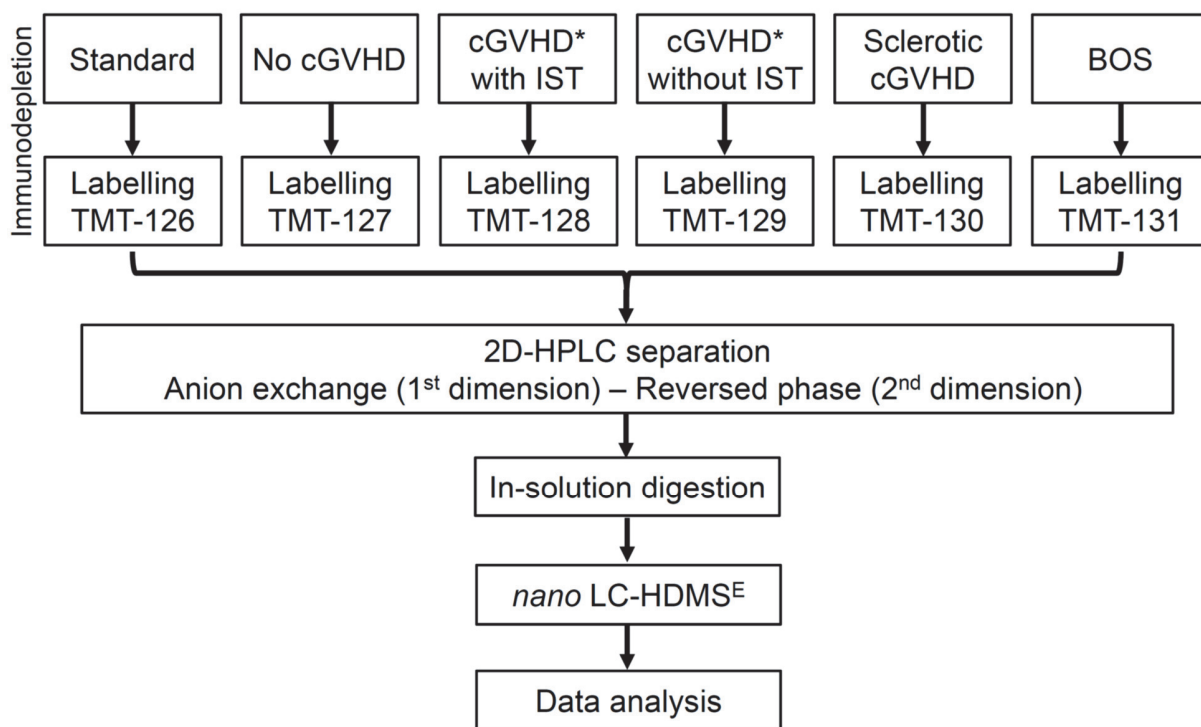 Immunodepletion
Standard
No cGVHD
cGVHD*
with IST
cGVHD*
without IST
Sclerotic
cGVHD
BOS
Labelling
TMT-126
Labelling
TMT-127
Labelling
TMT-128
Labelling
TMT-129
Labelling
TMT-130
Labelling
TMT-131
2D-HPLC separation
Anion exchange (1st dimension) – Reversed phase (2nd dimension)
In-solution digestion
nano LC-HDMSE
Data analysis